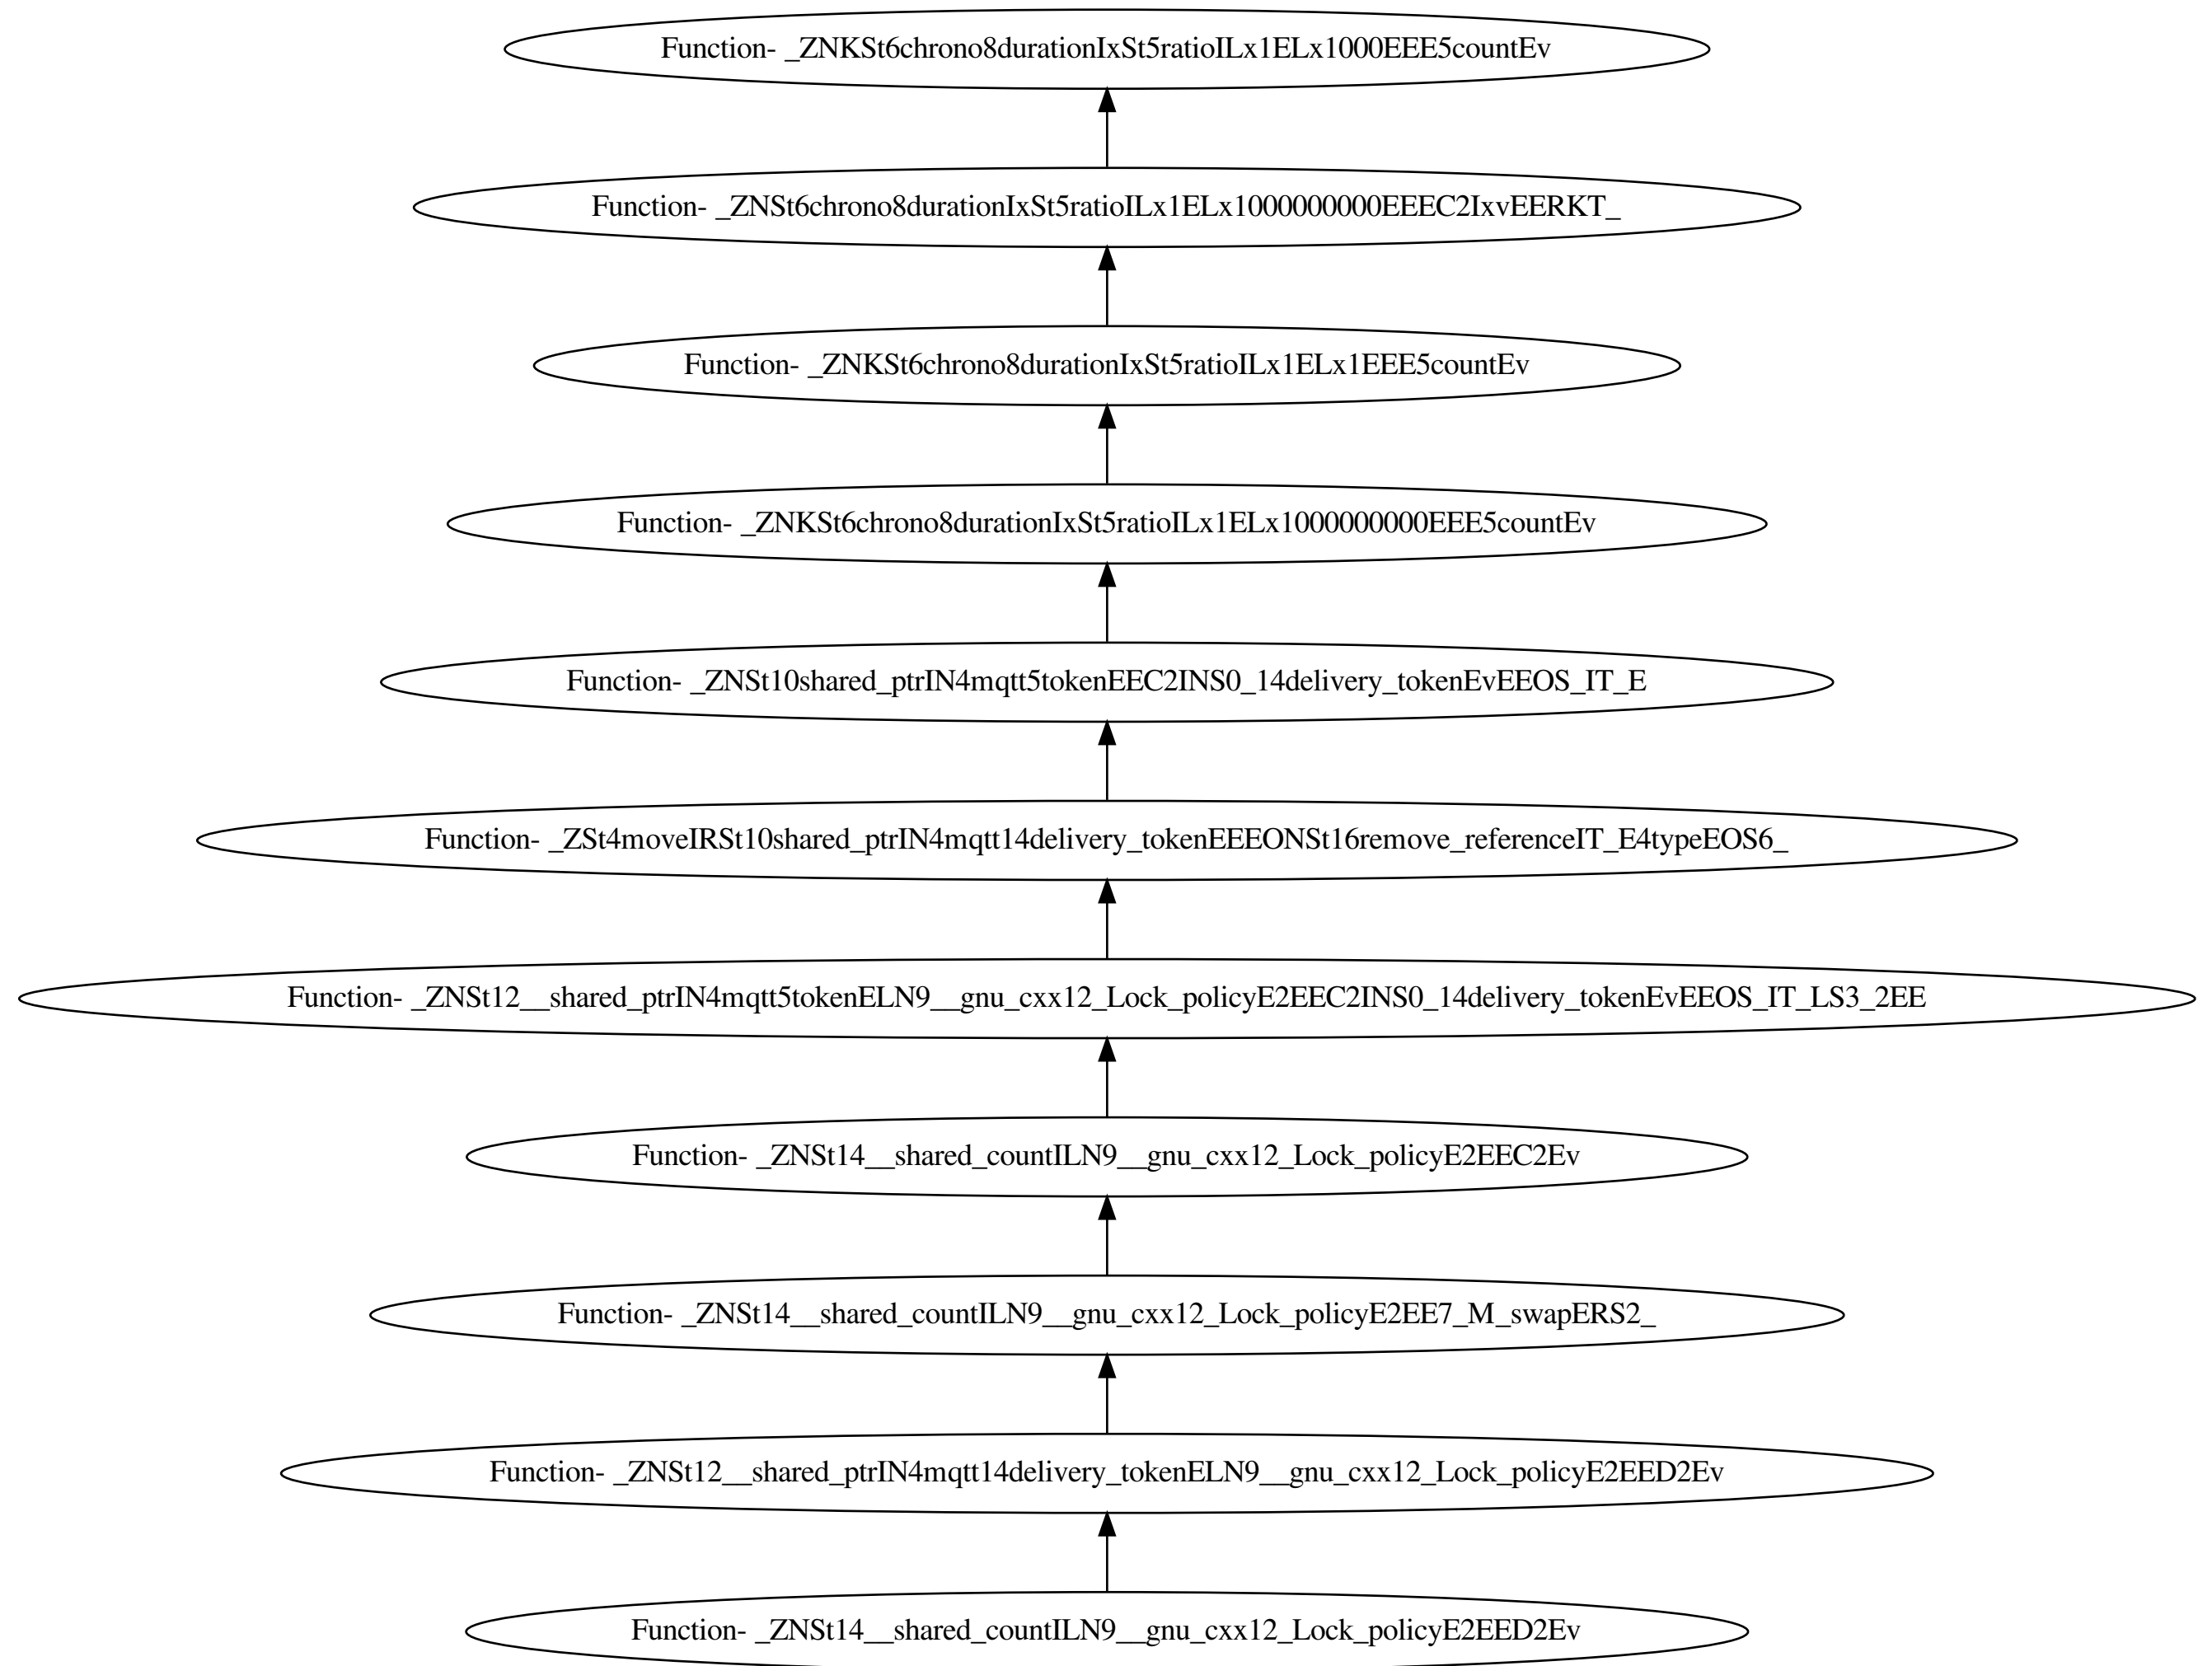 Function- _ZNKSt6chrono8durationIxSt5ratioILx1ELx1000EEE5countEv
Function- _ZNSt6chrono8durationIxSt5ratioILx1ELx1000000000EEEC2IxvEERKT_
Function- _ZNKSt6chrono8durationIxSt5ratioILx1ELx1EEE5countEv
Function- _ZNKSt6chrono8durationIxSt5ratioILx1ELx1000000000EEE5countEv
Function- _ZNSt10shared_ptrIN4mqtt5tokenEEC2INS0_14delivery_tokenEvEEOS_IT_E
Function- _ZSt4moveIRSt10shared_ptrIN4mqtt14delivery_tokenEEEONSt16remove_referenceIT_E4typeEOS6_
Function- _ZNSt12__shared_ptrIN4mqtt5tokenELN9__gnu_cxx12_Lock_policyE2EEC2INS0_14delivery_tokenEvEEOS_IT_LS3_2EE
Function- _ZNSt14__shared_countILN9__gnu_cxx12_Lock_policyE2EEC2Ev
Function- _ZNSt14__shared_countILN9__gnu_cxx12_Lock_policyE2EE7_M_swapERS2_
Function- _ZNSt12__shared_ptrIN4mqtt14delivery_tokenELN9__gnu_cxx12_Lock_policyE2EED2Ev
Function- _ZNSt14__shared_countILN9__gnu_cxx12_Lock_policyE2EED2Ev